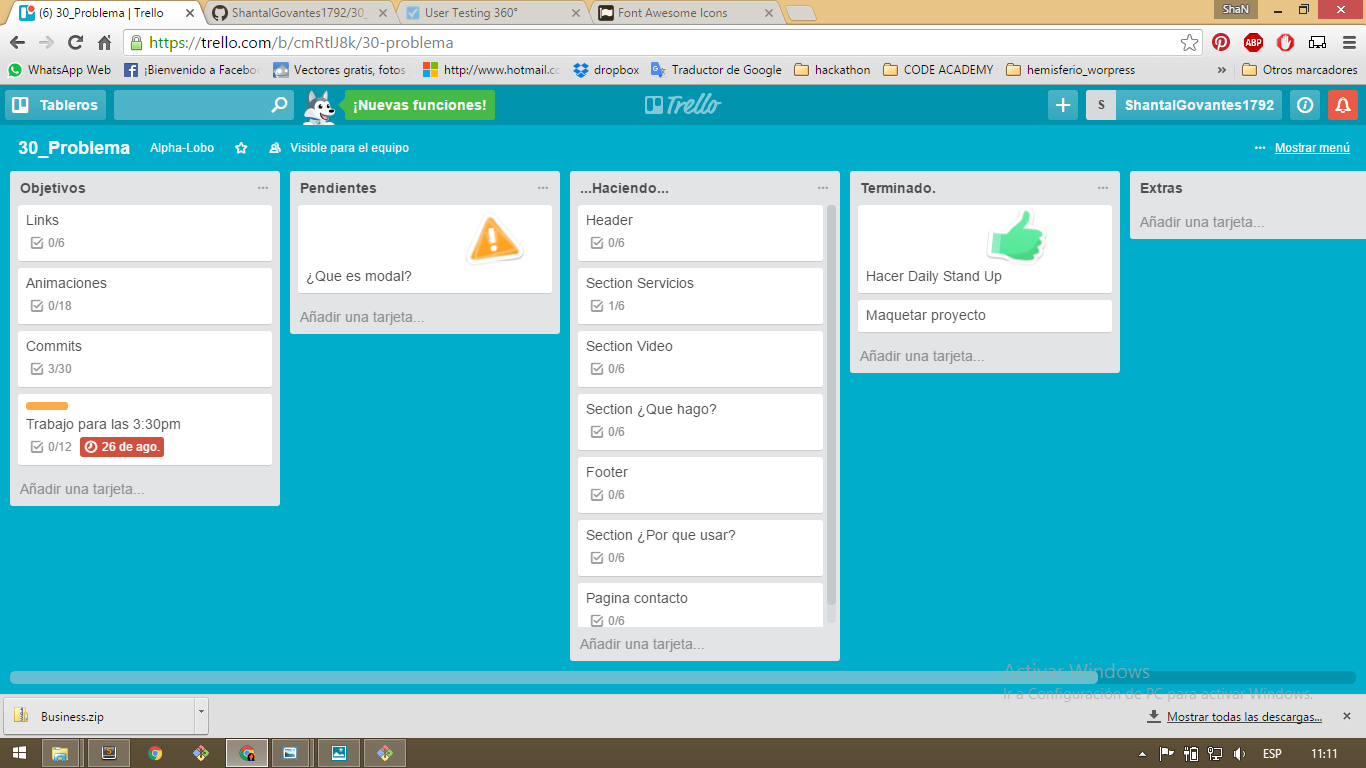 (6) 30_Problema | Trello
ShantalGovantes1792/30_
User Testing 360°
Font Awesome Icons
ShaN
https://trello.com/b/cmRtlJ8k/30-problema
ABP
WhatsApp Web
¡Bienvenido a Facebo
Vectores gratis, fotos
http://www.hotmail.cc
dropbox
Traductor de Google
hackathon
CODE ACADEMY
hemisferio_worpress
»
Otros marcadores
Tableros
¡Nuevas funciones!
Trello
S
ShantalGovantes1792
30_Problema
Alpha-Lobo
Visible para el equipo
Mostrar menú
Objetivos
Links
0/6
Animaciones
0/18
Commits
3/30
Trabajo para las 3:30pm
0/12
26 de ago.
Añadir una tarjeta...
Pendientes
¿Que es modal?
Añadir una tarjeta...
...Haciendo...
Header
0/6
Section Servicios
1/6
Section Video
0/6
Section ¿Que hago?
0/6
Footer
0/6
Section ¿Por que usar?
0/6
Pagina contacto
0/6
Añadir una tarjeta...
Terminado.
Hacer Daily Stand Up
Maquetar proyecto
Añadir una tarjeta...
Extras
Añadir una tarjeta...
Activar Windows
Ir a Configuración de PC para activar Windows.
Business.zip
Mostrar todas las descargas...
ESP
11:11